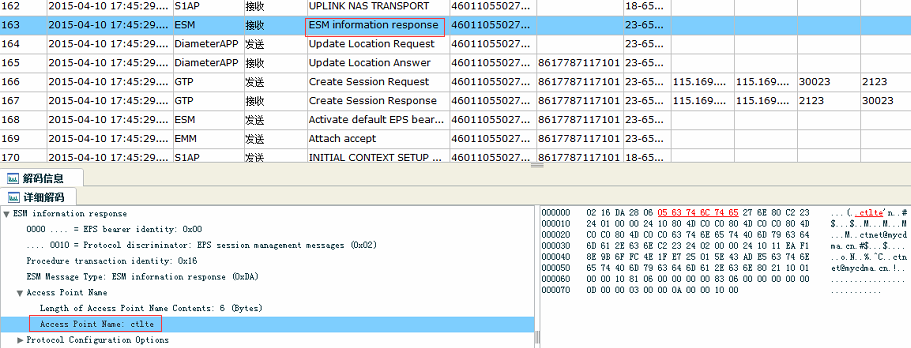 162 2015-04-10 17:45:29.... S1AP 接收 UPLINK NAS TRANSPORT 46011055027... 18-65...
163 2015-04-10 17:45:29.... ESM 接收 ESM information response 46011055027... 23-65...
164 2015-04-10 17:45:29.... DiameterAPP 发送 Update Location Request 46011055027... 23-65...
165 2015-04-10 17:45:29.... DiameterAPP 接收 Update Location Answer 46011055027... 8617787117101 23-65...
166 2015-04-10 17:45:29.... GTP 发送 Create Session Request 46011055027... 8617787117101 23-65... 115.169.... 115.169.... 30023 2123
167 2015-04-10 17:45:29.... GTP 接收 Create Session Response 46011055027... 8617787117101 23-65... 115.169.... 115.169.... 2123 30023
168 2015-04-10 17:45:29.... ESM 发送 Activate default EPS bear... 46011055027... 8617787117101 23-65...
169 2015-04-10 17:45:29.... EMM 发送 Attach accept 46011055027... 8617787117101 23-65...
170 2015-04-10 17:45:29.... S1AP 发送 INITIAL CONTEXT SETUP ... 46011055027... 8617787117101 18-65...
解码信息
详细解码
ESM information response
0000 .... = EPS bearer identity: 0x00
.... 0010 = Protocol discriminator: EPS session management messages (0x02)
Procedure transaction identity: 0x16
ESM Message Type: ESM information response (0xDA)
Access Point Name
Length of Access Point Name Contents: 6 (Bytes)
Access Point Name: ctlte
Protocol Configuration Options
000000 02 16 DA 28 06 05 63 74 6C 74 65 27 6E 80 C2 23 ...(. .ctlte'n..#
000010 24 01 00 00 24 10 80 4D C0 C0 80 4D C0 C0 80 4D $...$..M...M...M
000020 C0 C0 80 4D C0 C0 63 74 6E 65 74 40 6D 79 63 64 ...M..ctnet@mycd
000030 6D 61 2E 63 6E C2 23 24 02 00 00 24 10 11 EA F1 ma.cn.#$...$....
000040 8E 9B 6F FC 4E 1F E7 25 01 5E 43 AD E5 63 74 6E ..o.N..%.^C..ctn
000050 65 74 40 6D 79 63 64 6D 61 2E 63 6E 80 21 10 01 et@mycdma.cn.!..
000060 00 00 10 81 06 00 00 00 00 83 06 00 00 00 00 00 ................
000070 0D 00 00 03 00 00 0A 00 00 10 00 ...........